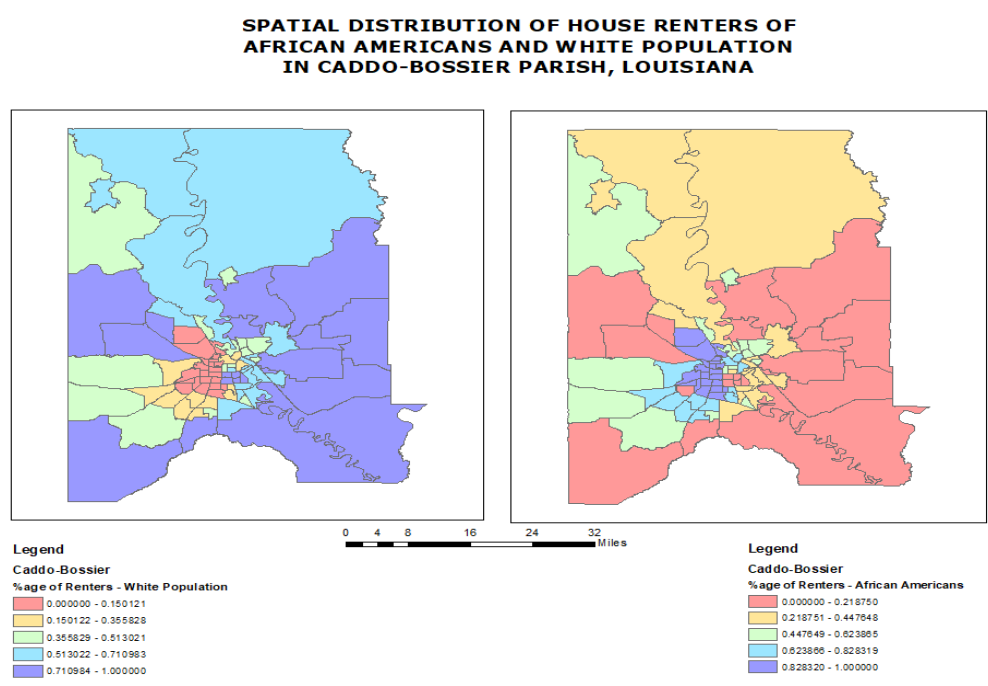 SPATIAL DISTRIBUTION OF HOUSE RENTERS OF
AFRICAN AMERICANS AND WHITE POPULATION
IN CADDO-BOSSIER PARISH, LOUISIANA
0 4 8 16 24 32
Miles
Legend
Caddo-Bossier
%age of Renters - White Population
0.000000 - 0.150121
0.150122 - 0.355828
0.355829 - 0.513021
0.513022 - 0.710983
0.710984 - 1.000000
Legend
Caddo-Bossier
%age of Renters - African Americans
0.000000 - 0.218750
0.218751 - 0.447648
0.447649 - 0.623865
0.623866 - 0.828319
0.828320 - 1.000000